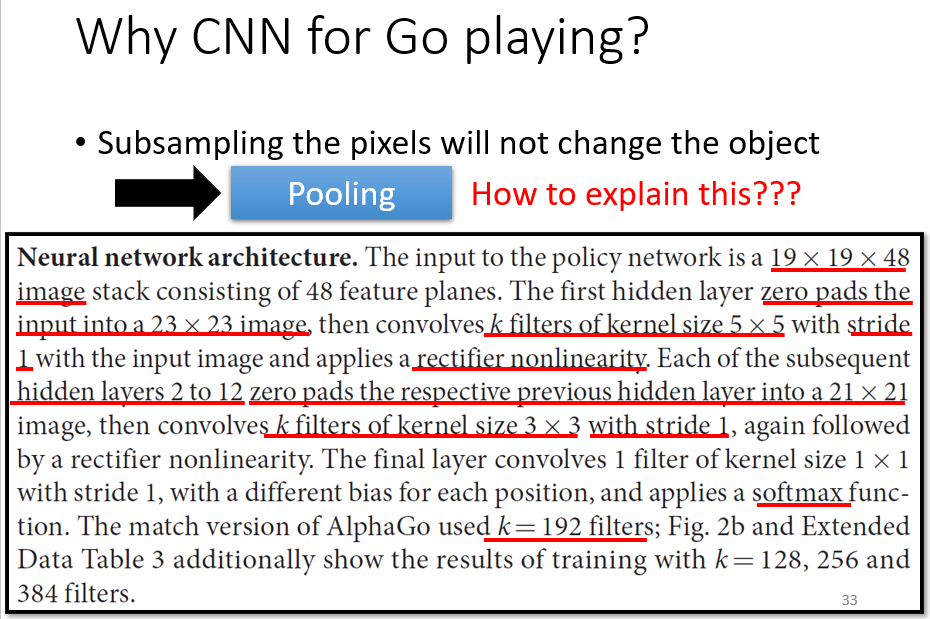 Why CNN for Go playing?
• Subsampling the pixels will not change the object
Pooling How to explain this???
Neural network architecture. The input to the policy network is a 19 × 19 × 48
image stack consisting of 48 feature planes. The first hidden layer zero pads the
input into a 23 × 23 image, then convolves k filters of kernel size 5 × 5 with stride
1 with the input image and applies a rectifier nonlinearity. Each of the subsequent
hidden layers 2 to 12 zero pads the respective previous hidden layer into a 21 × 21
image, then convolves k filters of kernel size 3 × 3 with stride 1, again followed
by a rectifier nonlinearity. The final layer convolves 1 filter of kernel size 1 × 1
with stride 1, with a different bias for each position, and applies a softmax func-
tion. The match version of AlphaGo used k = 192 filters; Fig. 2b and Extended
Data Table 3 additionally show the results of training with k = 128, 256 and
384 filters.
33